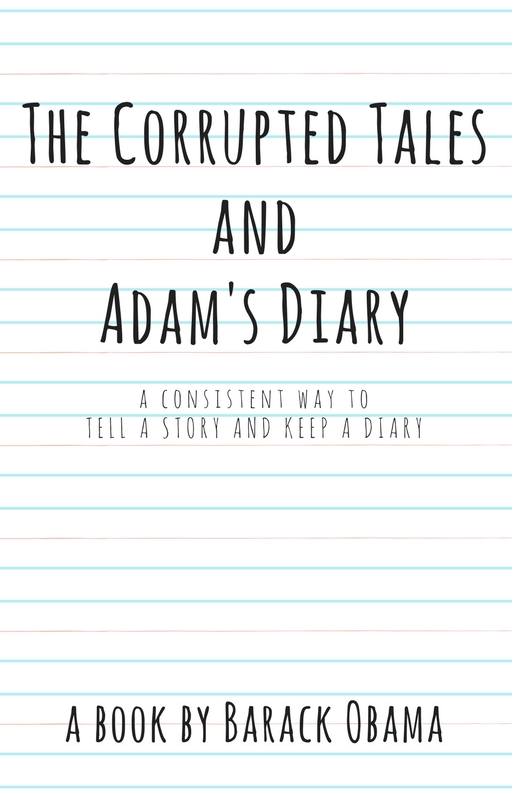 The Corrupted Tales
and
Adam's Diary
a consistent way to
tell a story and keep a diary
a book by Barack Obama